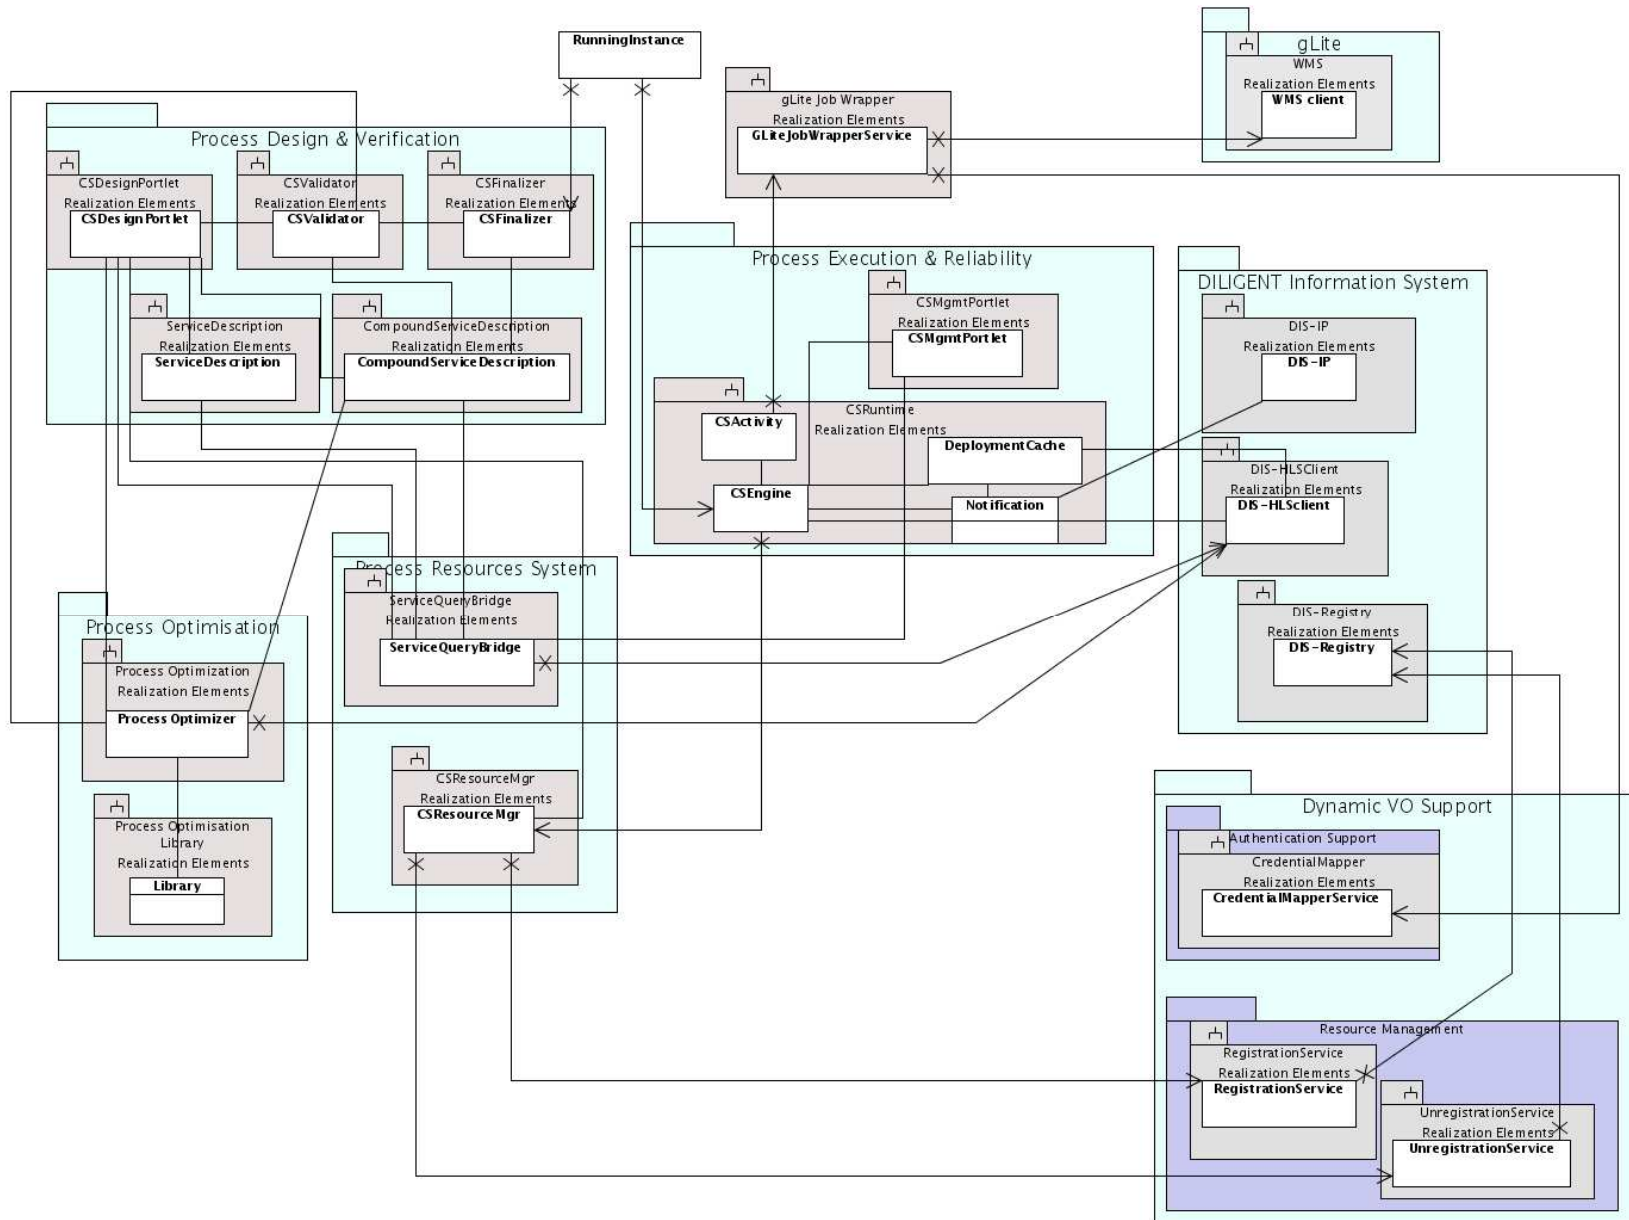 RunningInstance
gLite
WMS
Realization Elements
WMS client
gLite Job Wrapper
Realization Elements
GLiteJobWrapperService
Process Design & Verification
CSDesignPortlet
Realization Elements
CSDesignPortlet
CSValidator
Realization Elements
CSValidator
CSFinalizer
Realization Elements
CSFinalizer
ServiceDescription
Realization Elements
ServiceDescription
CompoundServiceDescription
Realization Elements
CompoundServiceDescription
Process Execution & Reliability
CSMgmtPortlet
Realization Elements
CSMgmtPortlet
CSRuntime
Realization Elements
CSActivity
DeploymentCache
CSEngine
Notification
DILIGENT Information System
DIS-IP
Realization Elements
DIS-IP
DIS-HLSClient
Realization Elements
DIS-HLSclient
DIS-Registry
Realization Elements
DIS-Registry
Process Resources System
ServiceQueryBridge
Realization Elements
ServiceQueryBridge
CSResourceMgr
Realization Elements
CSResourceMgr
Process Optimisation
Process Optimization
Realization Elements
Process Optimizer
Process Optimisation
Library
Realization Elements
Library
Dynamic VO Support
Authentication Support
CredentialMapper
Realization Elements
CredentialMapperService
Resource Management
RegistrationService
Realization Elements
RegistrationService
UnregistrationService
Realization Elements
UnregistrationService